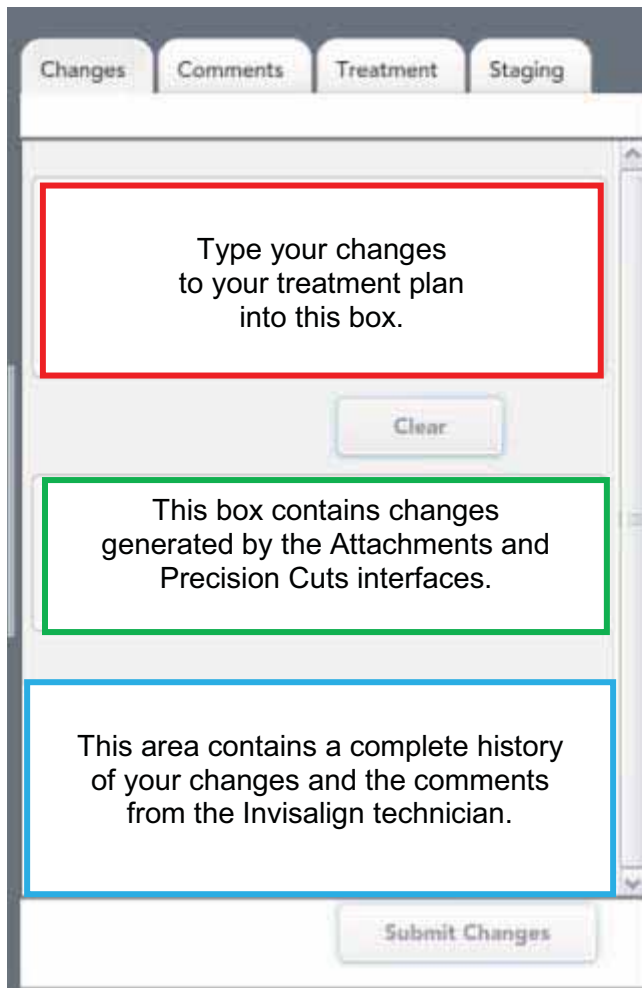 Changes Comments Treatment Staging
Type your changes
to your treatment plan
into this box.
Clear
This box contains changes
generated by the Attachments and
Precision Cuts interfaces.
This area contains a complete history
of your changes and the comments
from the Invisalign technician.
Submit Changes